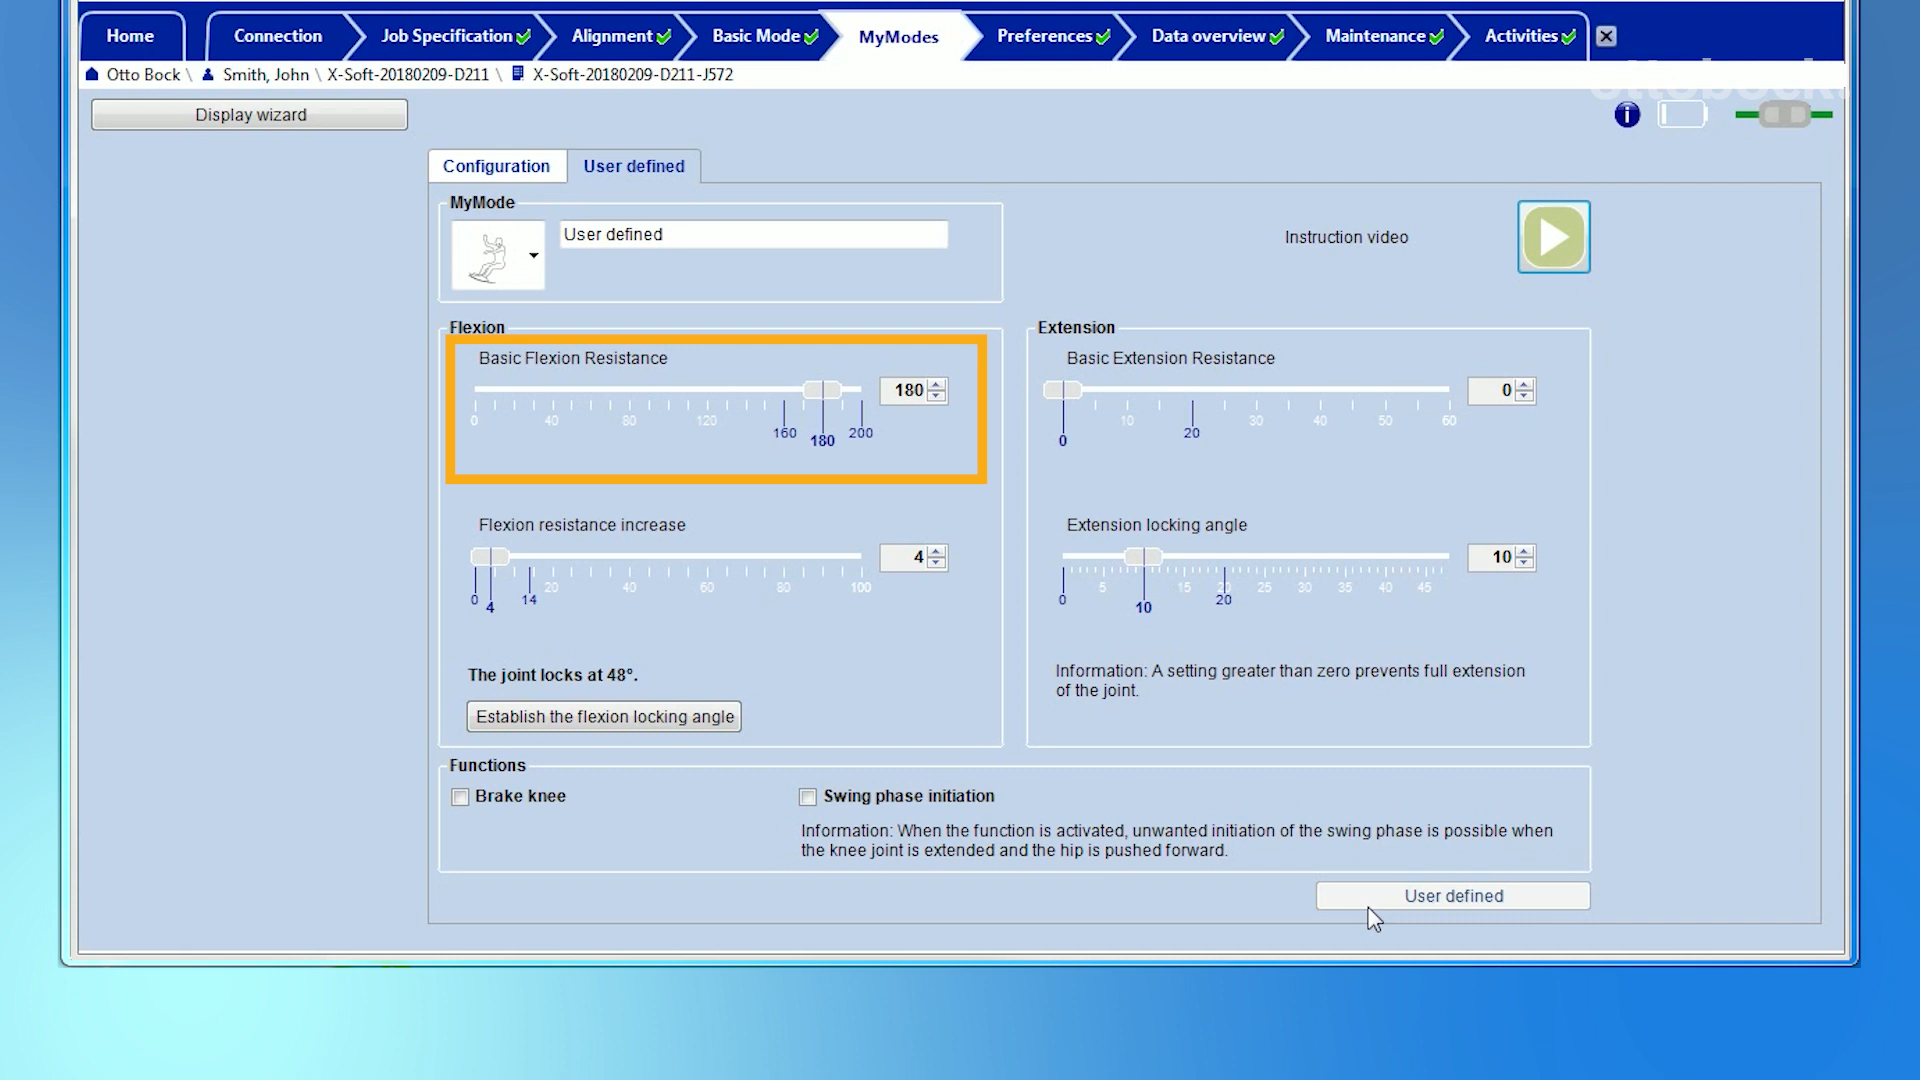 Home
Connection
Job Specification
Alignment
Basic Mode
MyModes
Preferences
Data overview
Maintenance
Activities
Otto Bock \ Smith, John \ X-Soft-20180209-D211 \ X-Soft-20180209-D211-J572
Display wizard
Configuration
User defined
MyMode
User defined
Instruction video
Flexion
Basic Flexion Resistance
180
0 40 80 120 160 180 200
Flexion resistance increase
4
0 4 14 20 40 60 80 100
The joint locks at 48°.
Establish the flexion locking angle
Extension
Basic Extension Resistance
0
0 10 20 30 40 50 60
Extension locking angle
10
0 5 10 15 20 25 30 35 40 45
Information: A setting greater than zero prevents full extension
of the joint.
Functions
Brake knee
Swing phase initiation
Information: When the function is activated, unwanted initiation of the swing phase is possible when
the knee joint is extended and the hip is pushed forward.
User defined